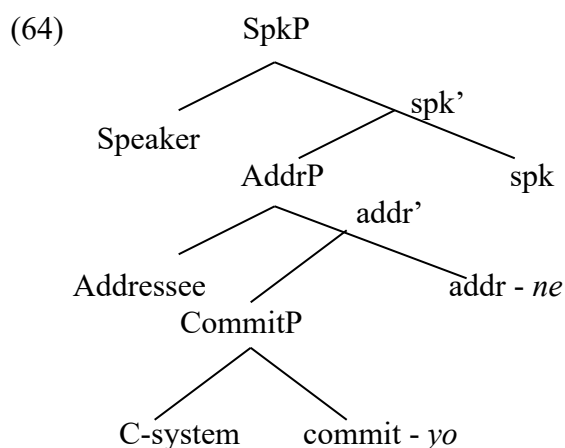 (64) SpkP
spk’
Speaker
AddrP spk
addr’
Addressee addr - ne
CommitP
C-system commit - yo